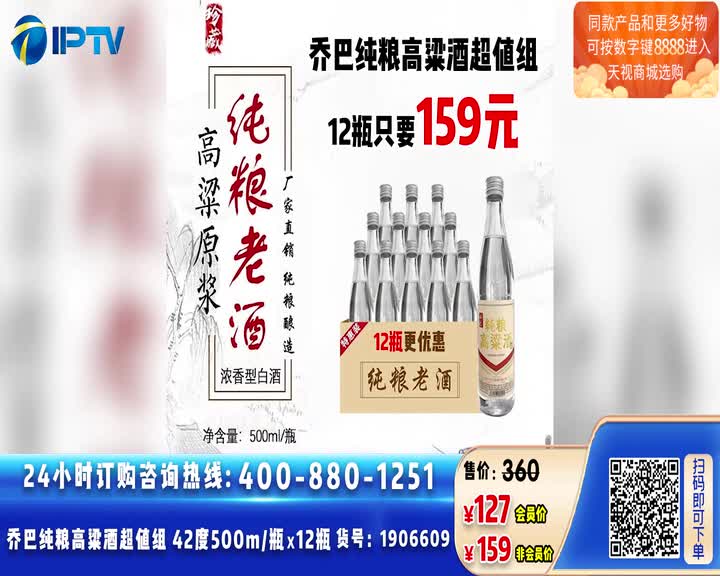 IPTV
同款产品和更多好物
可按数字键8888进入
天视商城选购
珍藏
乔巴纯粮高粱酒超值组
12瓶只要159元
纯粮老酒
高粱原浆
厂家直销 纯粮酿造
浓香型白酒
净含量：500ml/瓶
特惠装
12瓶更优惠
纯粮老酒
纯粮
高粱酒
24小时订购咨询热线:400-880-1251
乔巴纯粮高粱酒超值组 42度500m/瓶x12瓶 货号：1906609
售价：360
¥127 会员价
¥159 非会员价
扫码即可下单